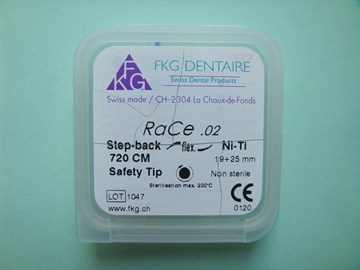 FKG
FKG DENTAIRE
Swiss Dental Products
Swiss made / CH-2304 La Chaux-de-Fonds
RaCe .02
Step-back flex. Ni-Ti
720 CM 19+25 mm
Safety Tip Non sterile
Sterilisation max. 200°C
LOT 1047 CE
www.fkg.ch 0120